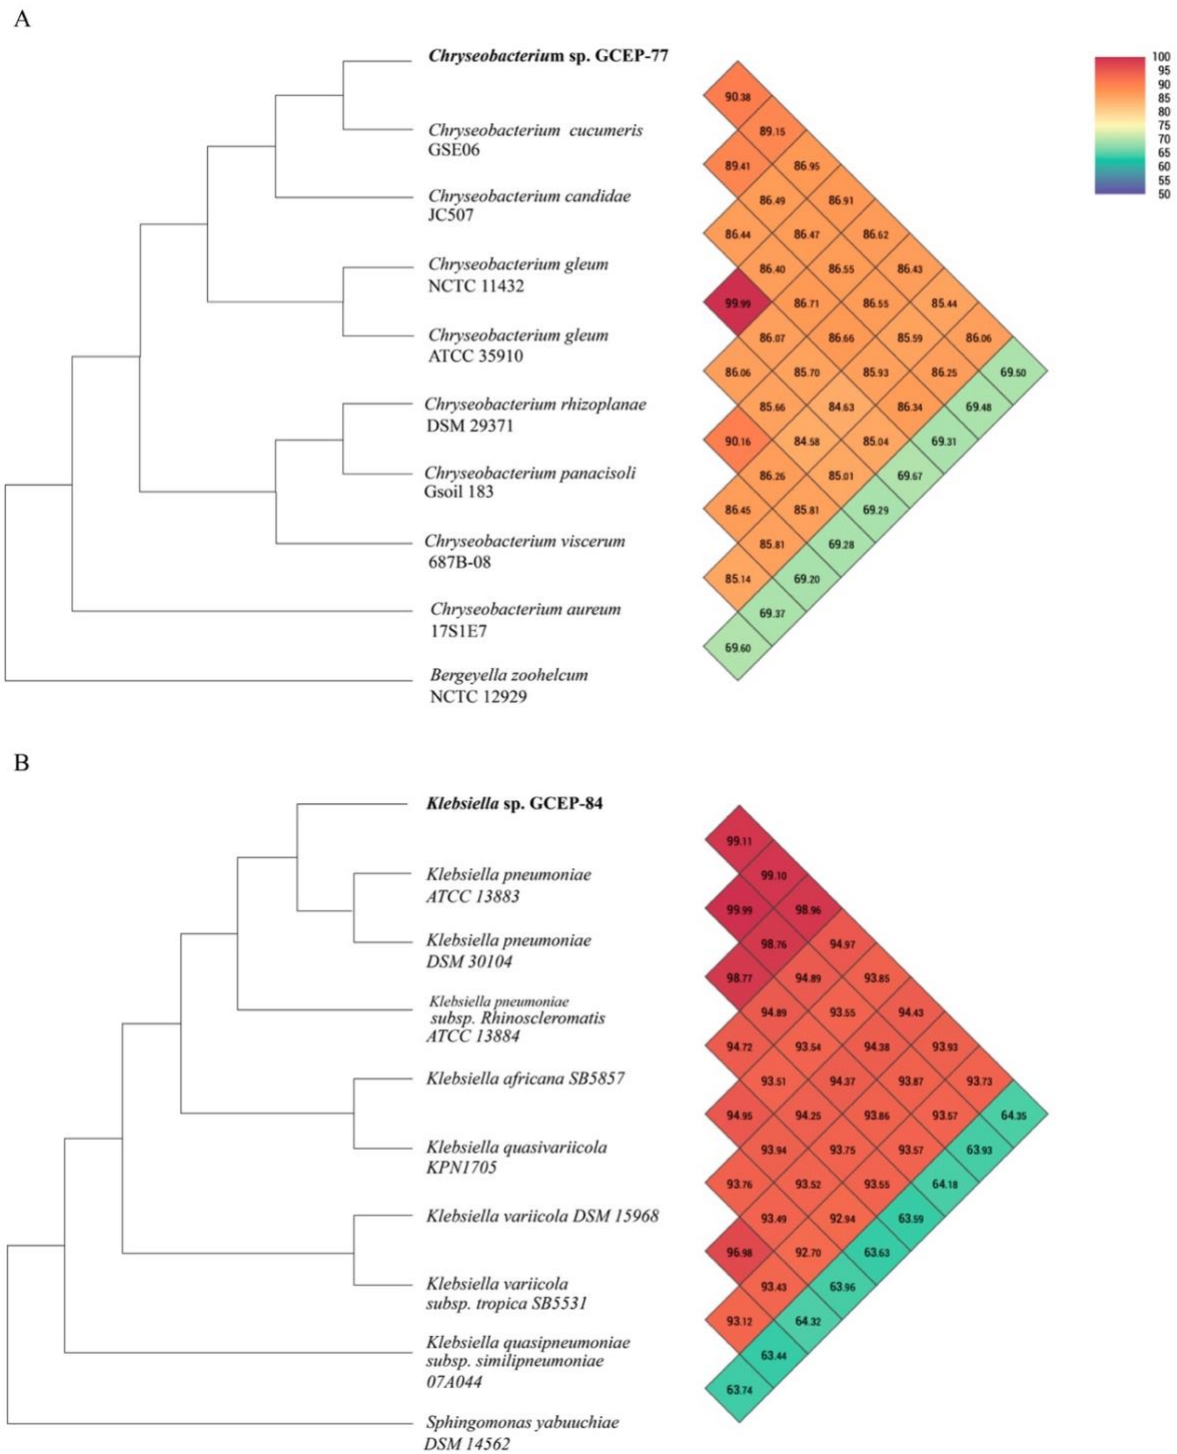 A
Chryseobacterium sp. GCEP-77
Chryseobacterium cucumeris
GSE06
Chryseobacterium candidae
JC507
Chryseobacterium gleum
NCTC 11432
Chryseobacterium gleum
ATCC 35910
Chryseobacterium rhizoplanae
DSM 29371
Chryseobacterium panacisoli
Gsoil 183
Chryseobacterium viscerum
687B-08
Chryseobacterium aureum
17S1E7
Bergeyella zoohelcum
NCTC 12929
90.38
89.15
89.41 86.95
86.49 86.91
86.44 86.47 86.62
86.40 86.55 86.43
99.99 86.71 86.55 85.44
86.07 86.66 85.59 86.06
86.06 85.70 85.93 86.25 69.50
85.66 84.63 86.34 69.48
90.16 84.58 85.04 69.31
86.26 85.01 69.67
86.45 85.81 69.29
85.81 69.28
85.14 69.20
69.37
69.60
100
95
90
85
80
75
70
65
60
55
50
B
Klebsiella sp. GCEP-84
Klebsiella pneumoniae
ATCC 13883
Klebsiella pneumoniae
DSM 30104
Klebsiella pneumoniae
subsp. Rhinoscleromatis
ATCC 13884
Klebsiella africana SB5857
Klebsiella quasivariicola
KPN1705
Klebsiella variicola DSM 15968
Klebsiella variicola
subsp. tropica SB5531
Klebsiella quasipneumoniae
subsp. similipneumoniae
07A044
Sphingomonas yabuuchiae
DSM 14562
99.11
99.10
99.99 98.96
98.76 94.97
98.77 94.89 93.85
94.89 93.55 94.43
94.72 93.54 94.38 93.93
93.51 94.37 93.87 93.73
94.95 94.25 93.86 93.57 64.35
93.94 93.75 93.57 63.93
93.76 93.52 93.55 64.18
93.49 92.94 63.59
96.98 92.70 63.63
93.43 63.96
93.12 64.32
63.44
63.74